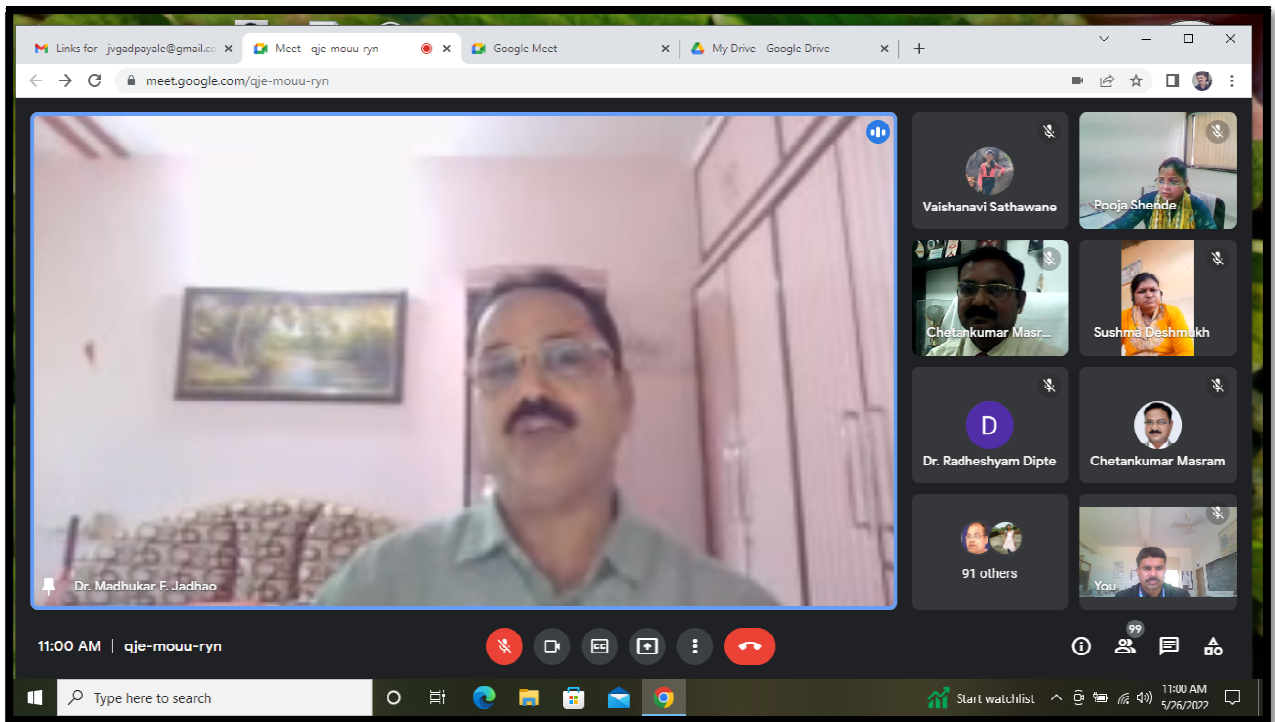 Links for jvgadpayale@gmail.cc
Meet qje-mouu-ryn
Google Meet
My Drive Google Drive
meet.google.com/qje-mouu-ryn
Vaishanavi Sathawane
Pooja Shende
Chetankumar Masr...
Sushma Deshmukh
D
Dr. Radheshyam Dipte
Chetankumar Masram
91 others
You
Dr. Madhukar F. Jadhao
11:00 AM | qje-mouu-ryn
CC
99
Type here to search
Start watchlist
11:00 AM
5/26/2022